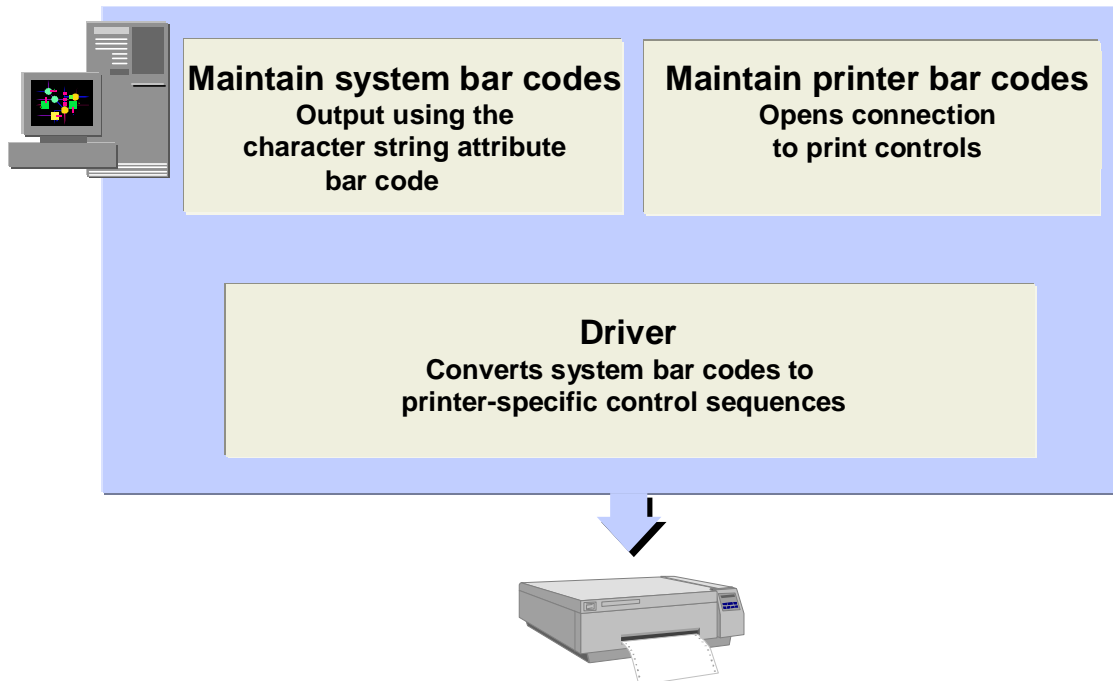 Maintain system bar codes
Output using the
character string attribute
bar code
Maintain printer bar codes
Opens connection
to print controls
Driver
Converts system bar codes to
printer-specific control sequences